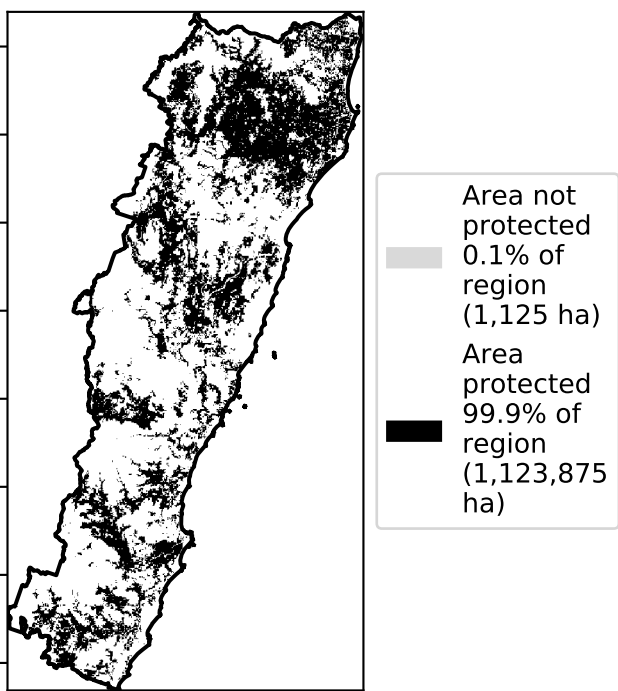 Area not
protected
0.1% of
region
(1,125 ha)
Area
protected
99.9% of
region
(1,123,875
ha)